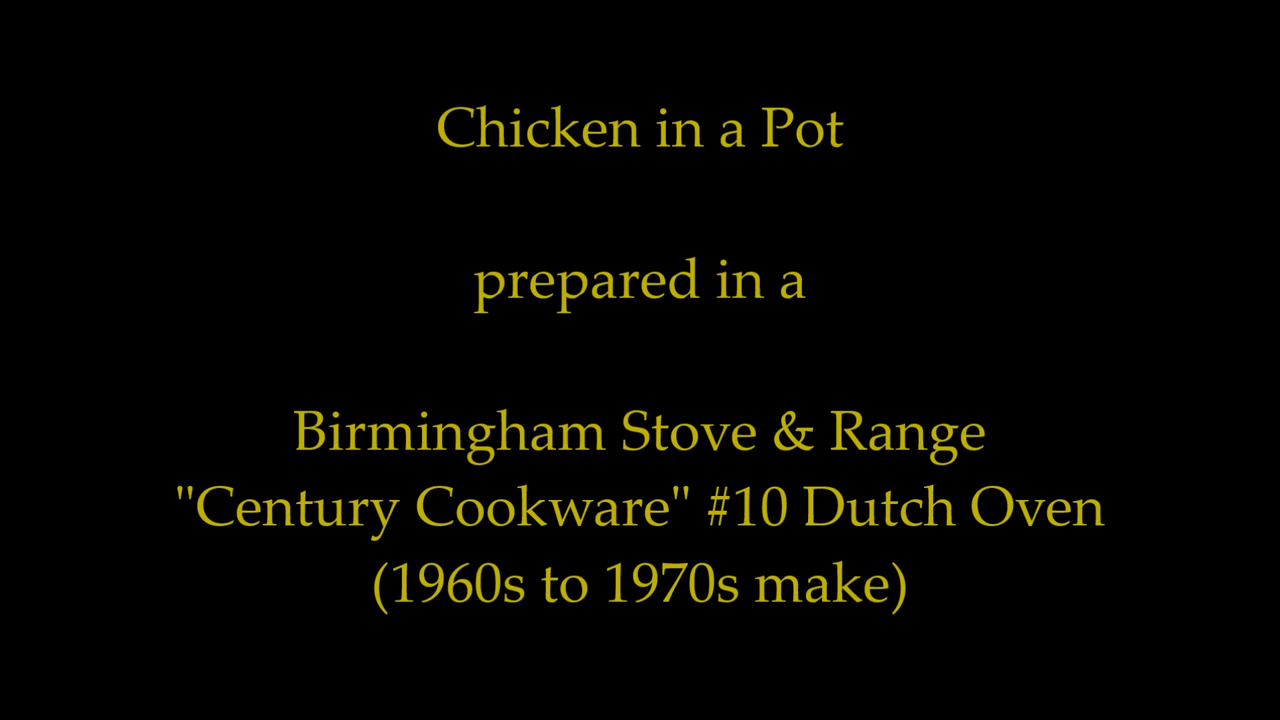 Chicken in a Pot
prepared in a
Birmingham Stove & Range
"Century Cookware" #10 Dutch Oven
(1960s to 1970s make)